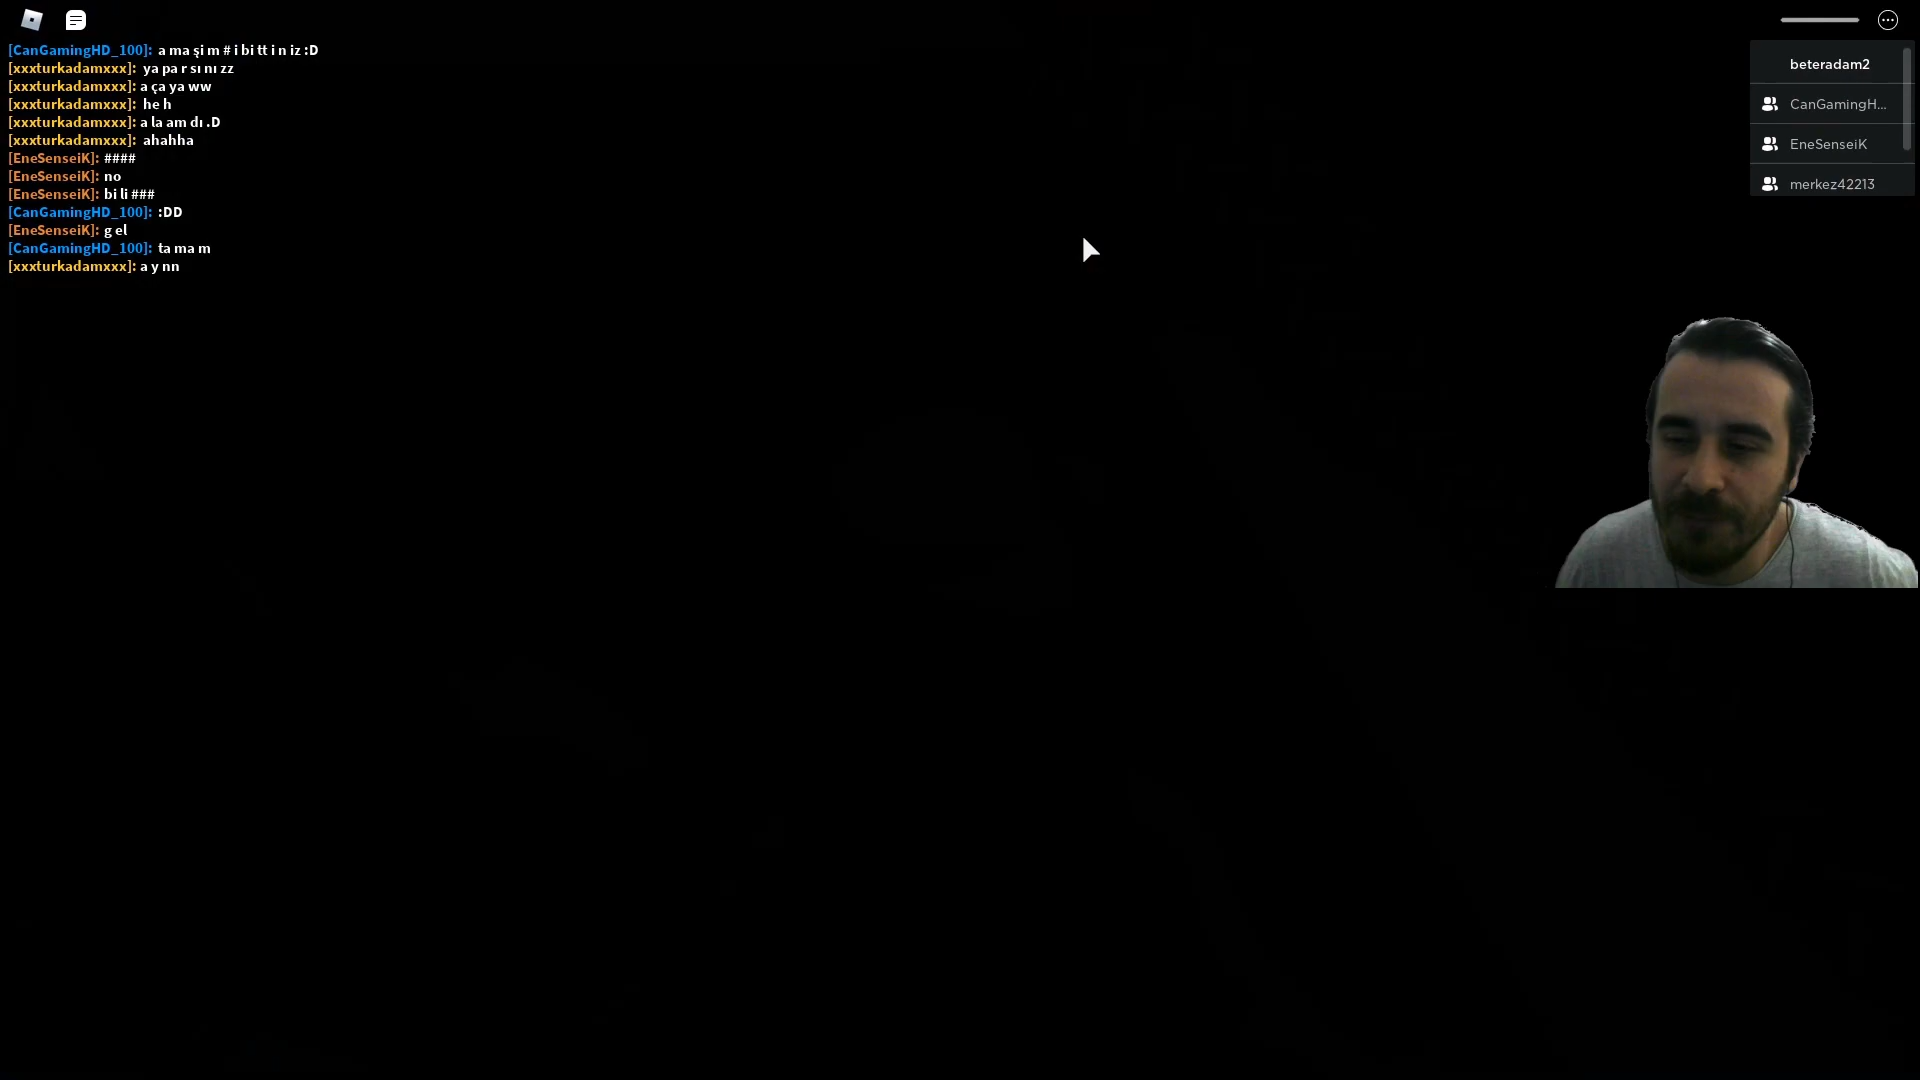 [CanGamingHD_100]: a ma şi m # i bi tt i n iz :D
[xxxturkadamxxx]: ya pa r sı nı zz
[xxxturkadamxxx]: a ça ya ww
[xxxturkadamxxx]: he h
[xxxturkadamxxx]: a la am dı .D
[xxxturkadamxxx]: ahahha
[EneSenseiK]: ####
[EneSenseiK]: no
[EneSenseiK]: bi li ###
[CanGamingHD_100]: :DD
[EneSenseiK]: g el
[CanGamingHD_100]: ta ma m
[xxxturkadamxxx]: a y nn
beteradam2
CanGamingH...
EneSenseiK
merkez42213